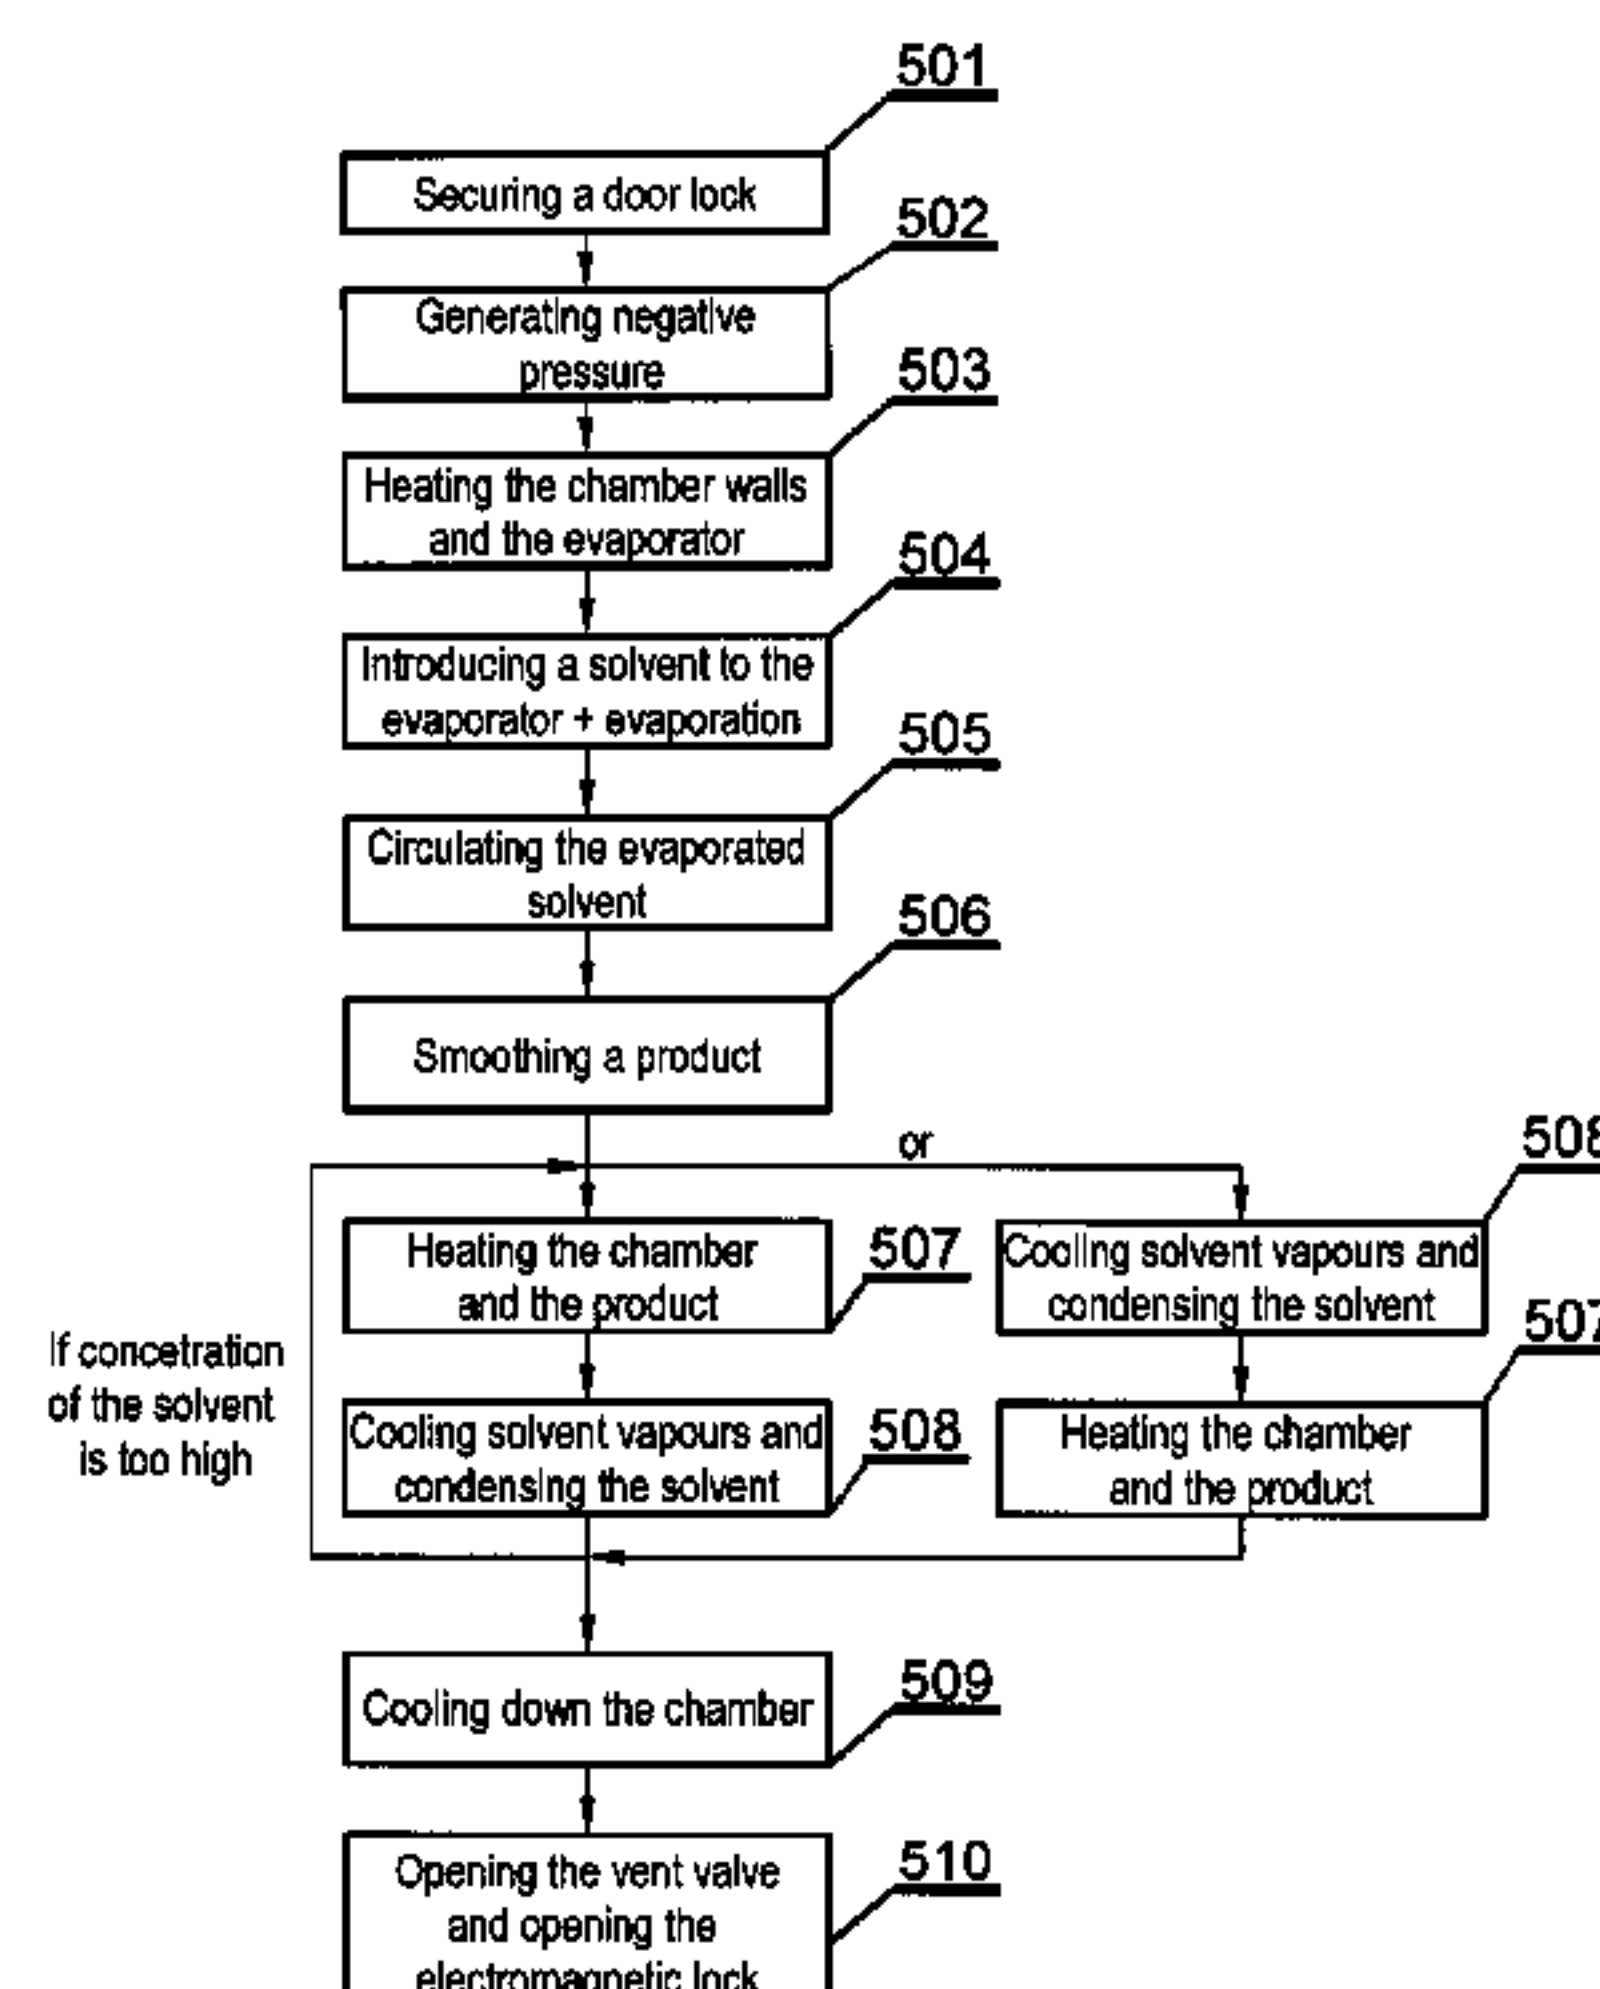 501
Securing a door lock
502
Generating negative
pressure
503
Heating the chamber walls
and the evaporator
504
Introducing a solvent to the
evaporator + evaporation
505
Circulating the evaporated
solvent
506
Smoothing a product
or
508
Heating the chamber
and the product
507
Cooling solvent vapours and
condensing the solvent
507
If concetration
of the solvent
is too high
Cooling solvent vapours and
condensing the solvent
508
Heating the chamber
and the product
509
Cooling down the chamber
510
Opening the vent valve
and opening the
electromagnetic lock